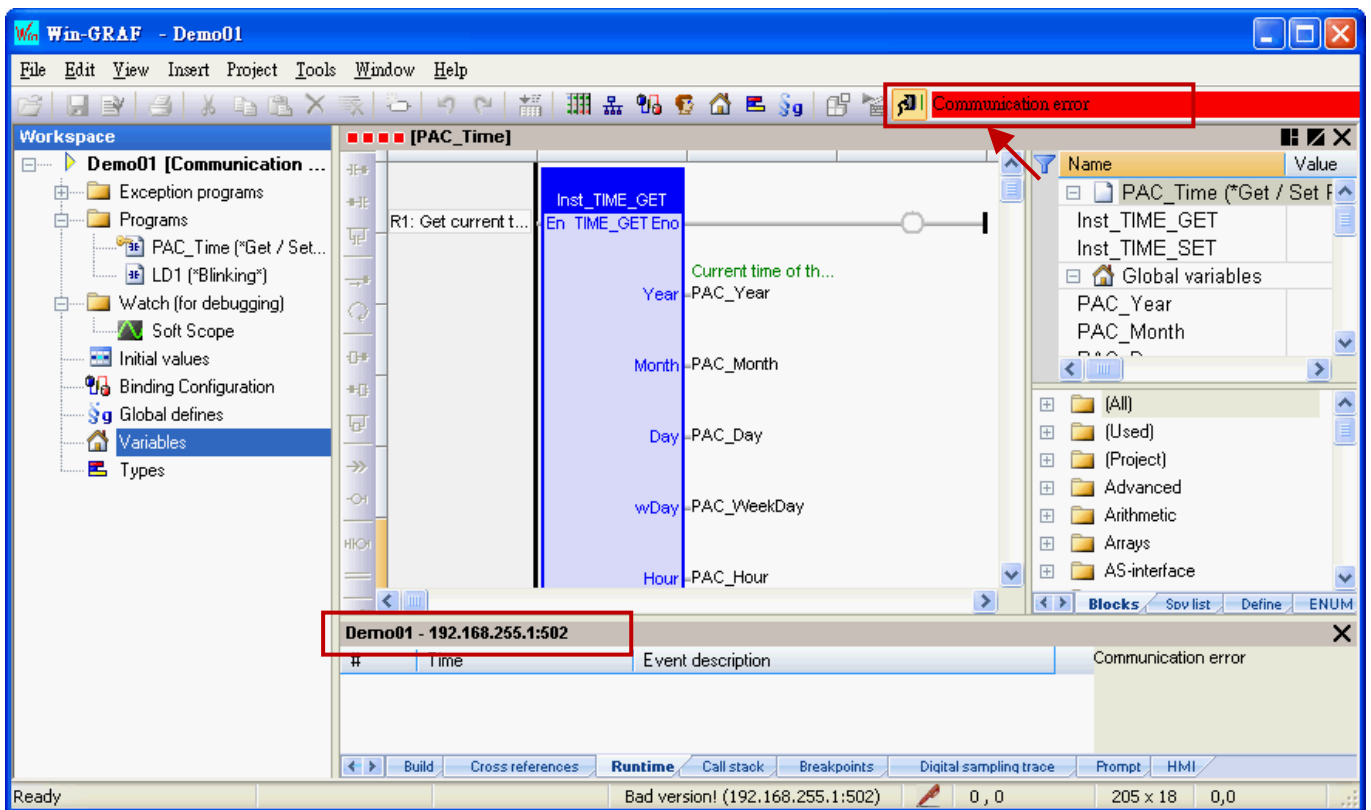 Win-GRAF - Demo01
File Edit View Insert Project Tools Window Help
Communication error
Workspace
Demo01 [Communication ...
Exception programs
Programs
PAC_Time (*Get / Set...
LD1 (*Blinking*)
Watch (for debugging)
Soft Scope
Initial values
Binding Configuration
Global defines
Variables
Types
[PAC_Time]
R1: Get current t...
Inst_TIME_GET
En TIME_GET Eno
Current time of th...
Year PAC_Year
Month PAC_Month
Day PAC_Day
wDay PAC_WeekDay
Hour PAC_Hour
Name Value
PAC_Time (*Get / Set P
Inst_TIME_GET
Inst_TIME_SET
Global variables
PAC_Year
PAC_Month
(All)
(Used)
(Project)
Advanced
Arithmetic
Arrays
AS-interface
Blocks Spy list Define ENUM
Demo01 - 192.168.255.1:502
# Time Event description
Communication error
Build Cross references Runtime Call stack Breakpoints Digital sampling trace Prompt HMI
Ready Bad version! (192.168.255.1:502) 0 , 0 205 x 18 0,0